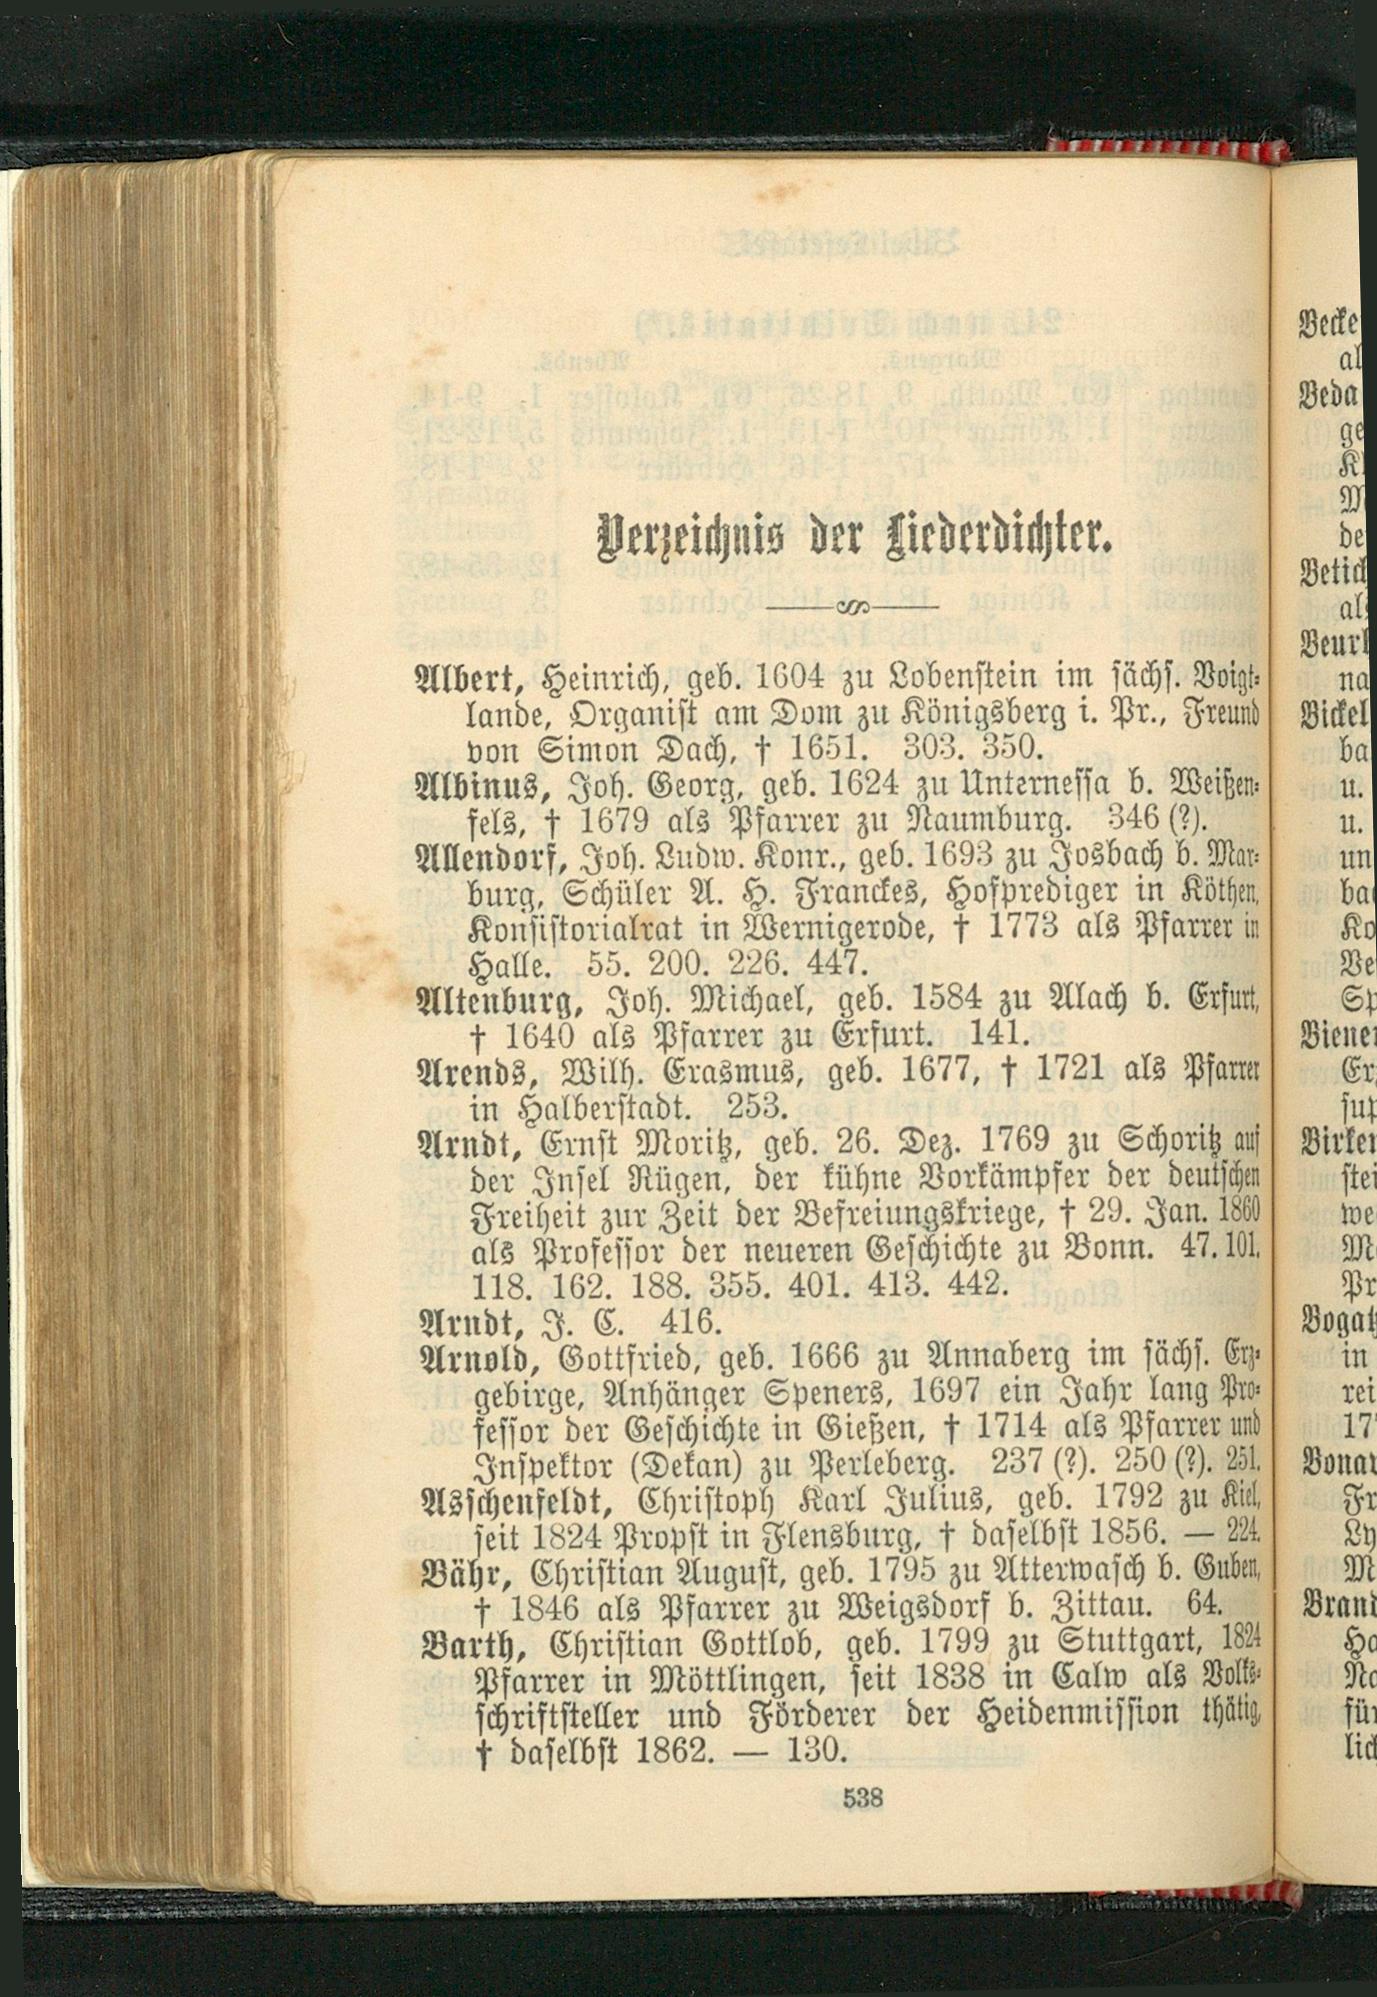 Verzeichnis der Liederdichter.
Albert, Heinrich, geb. 1604 zu Lobenstein im sächs. Voigt-
lande, Organist am Dom zu Königsberg i. Pr., Freund
von Simon Dach, † 1651. 303. 350.
Albinus, Joh. Georg, geb. 1624 zu Unternessa b. Weißen-
fels, † 1679 als Pfarrer zu Naumburg. 346 (?).
Allendorf, Joh. Ludw. Konr., geb. 1693 zu Josbach b. Mar-
burg, Schüler A. H. Franckes, Hofprediger in Köthen,
Konsistorialrat in Wernigerode, † 1773 als Pfarrer in
Halle. 55. 200. 226. 447.
Altenburg, Joh. Michael, geb. 1584 zu Alach b. Erfurt,
† 1640 als Pfarrer zu Erfurt. 141.
Arends, Wilh. Erasmus, geb. 1677, † 1721 als Pfarrer
in Halberstadt. 253.
Arndt, Ernst Moritz, geb. 26. Dez. 1769 zu Schoritz auf
der Insel Rügen, der kühne Vorkämpfer der deutschen
Freiheit zur Zeit der Befreiungskriege, † 29. Jan. 1860
als Professor der neueren Geschichte zu Bonn. 47. 101.
118. 162. 188. 355. 401. 413. 442.
Arndt, J. C. 416.
Arnold, Gottfried, geb. 1666 zu Annaberg im sächs. Erz-
gebirge, Anhänger Speners, 1697 ein Jahr lang Pro-
fessor der Geschichte in Gießen, † 1714 als Pfarrer und
Inspektor (Dekan) zu Perleberg. 237 (?). 250 (?). 251.
Asschenfeldt, Christoph Karl Julius, geb. 1792 zu Kiel,
seit 1824 Propst in Flensburg, † daselbst 1856. — 224.
Bähr, Christian August, geb. 1795 zu Atterwasch b. Guben,
† 1846 als Pfarrer zu Weigsdorf b. Zittau. 64.
Barth, Christian Gottlob, geb. 1799 zu Stuttgart, 1824
Pfarrer in Möttlingen, seit 1838 in Calw als Volks-
schriftsteller und Förderer der Heidenmission thätig,
† daselbst 1862. — 130.
538